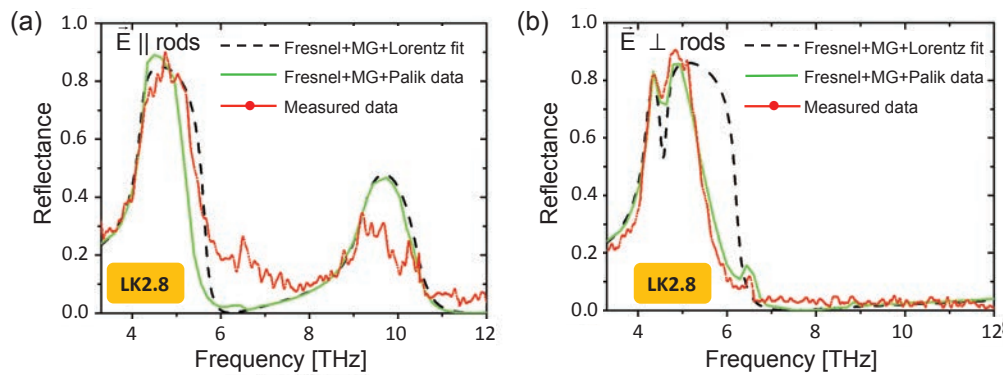 (a)
E⃗ || rods
Fresnel+MG+Lorentz fit
Fresnel+MG+Palik data
Measured data
LK2.8
Reflectance
1.0
0.8
0.6
0.4
0.2
0.0
4 6 8 10 12
Frequency [THz]
(b)
E⃗ ⊥ rods
Fresnel+MG+Lorentz fit
Fresnel+MG+Palik data
Measured data
LK2.8
Reflectance
1.0
0.8
0.6
0.4
0.2
0.0
4 6 8 10 12
Frequency [THz]